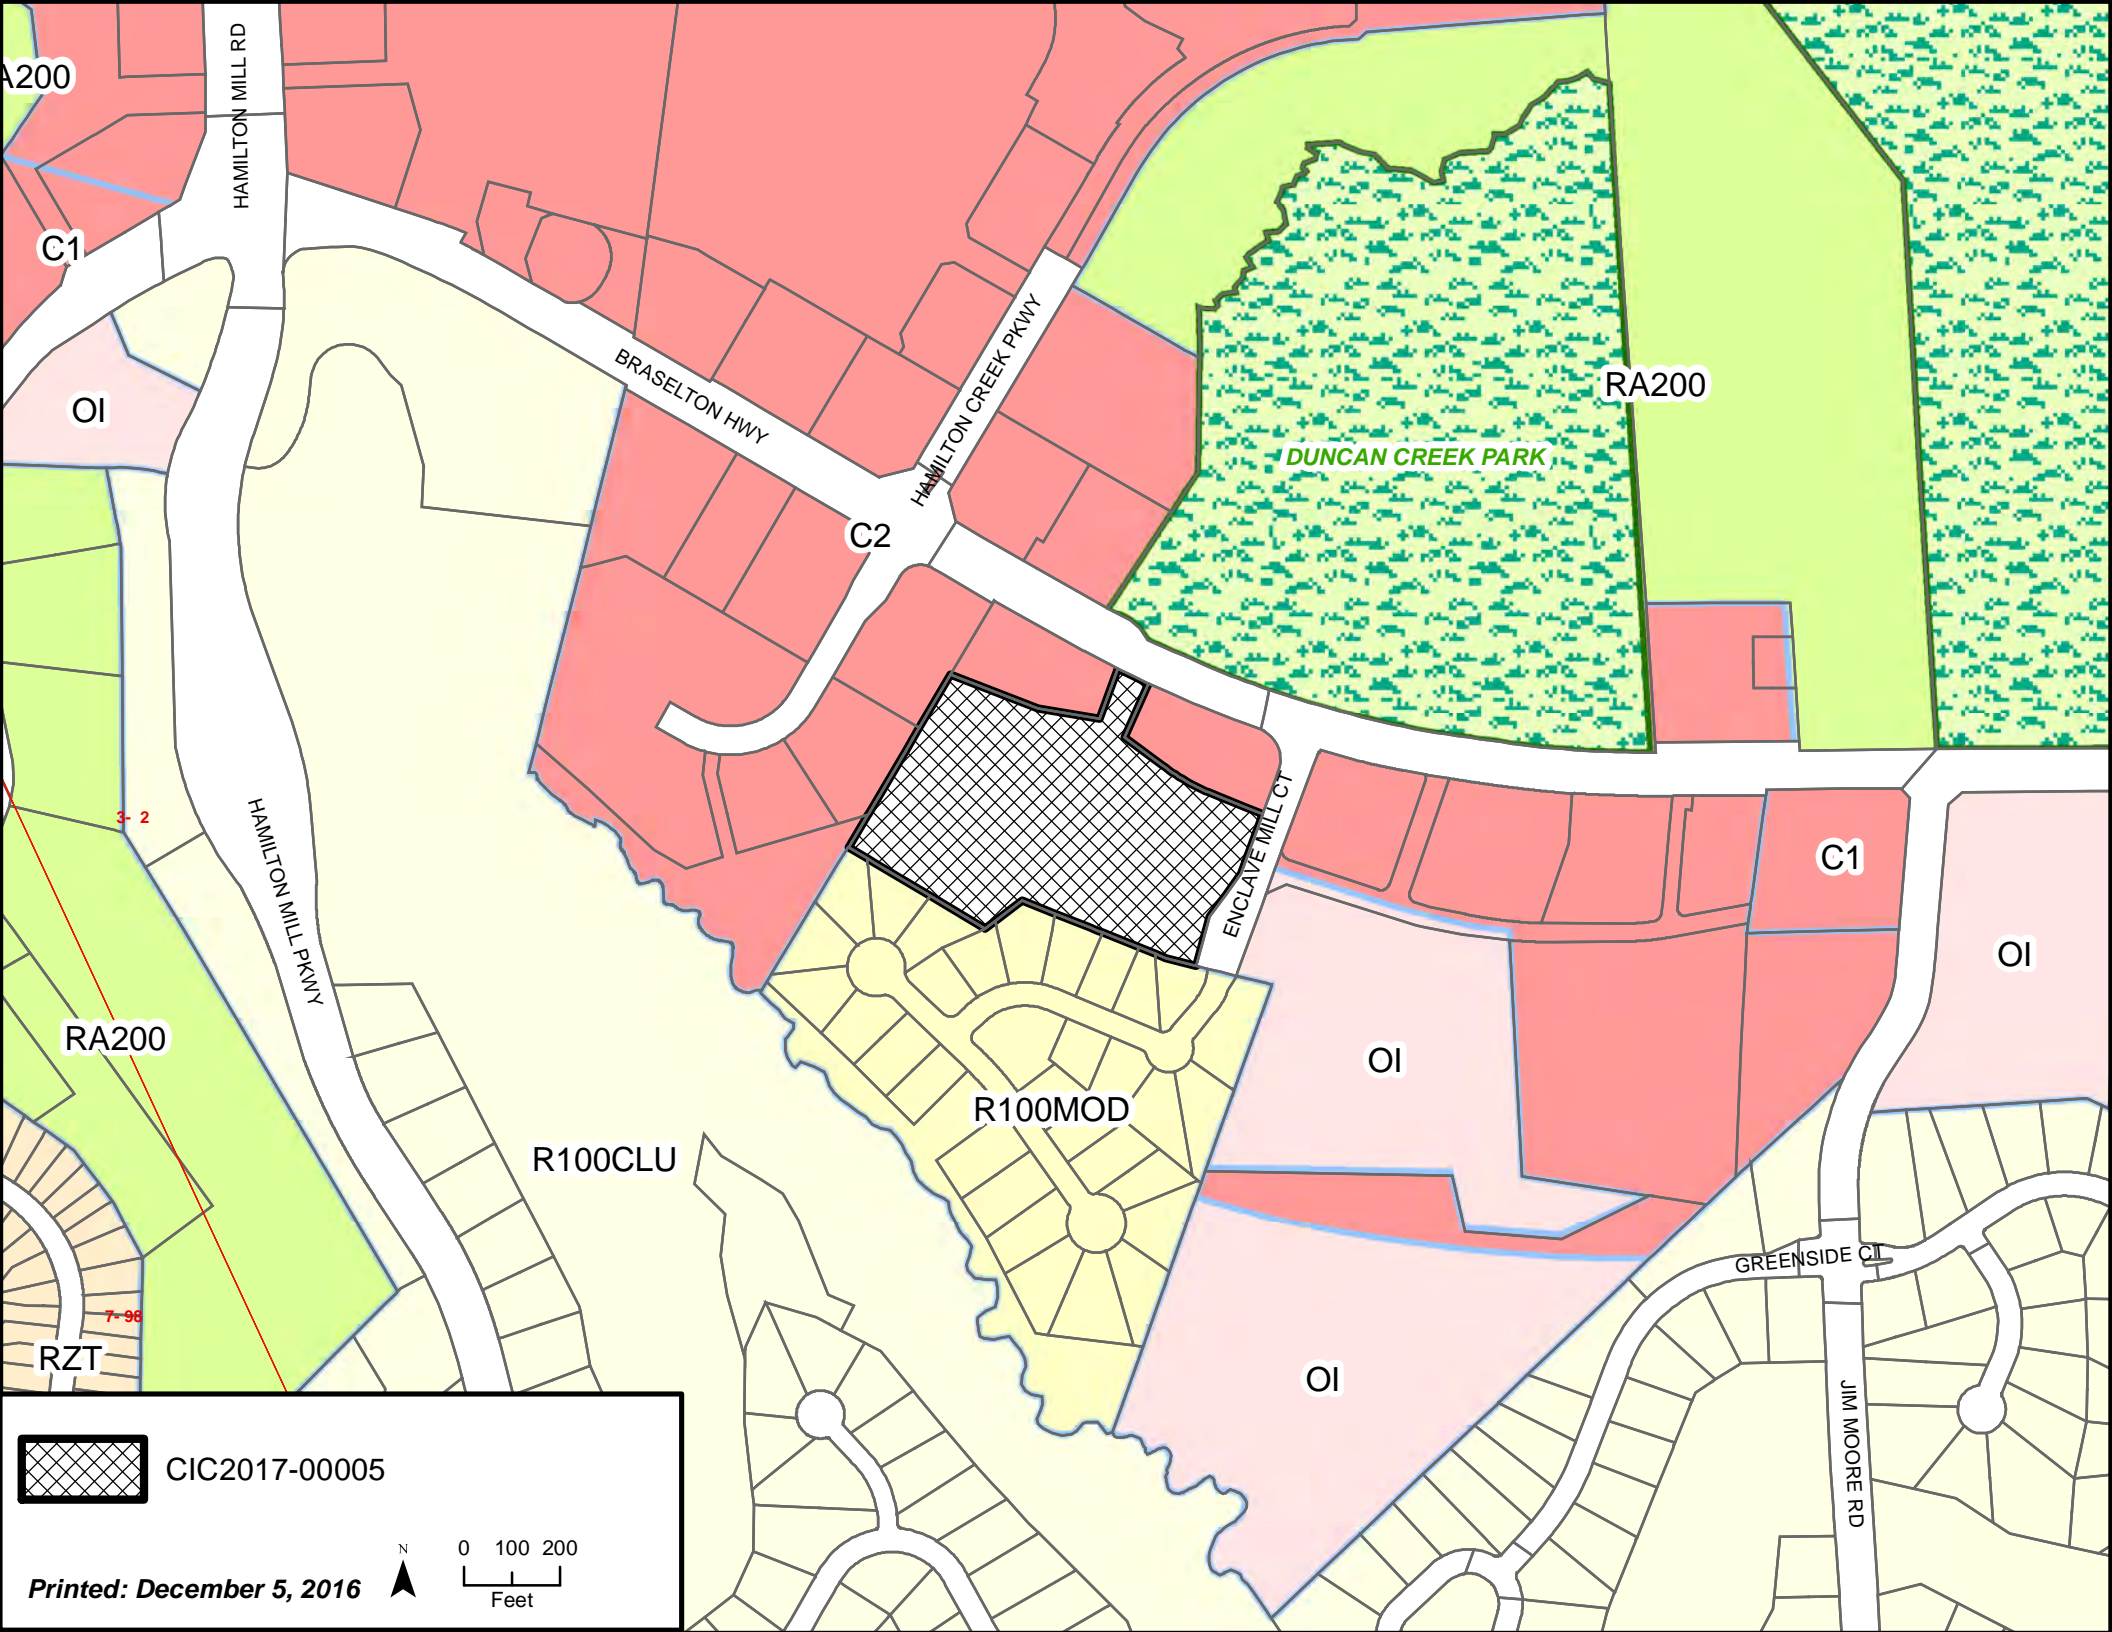 HAMILTON MILL RD
A200
C1
HAMILTON CREEK PKWY
BRASELTON HWY
RA200
OI
DUNCAN CREEK PARK
C2
3- 2
HAMILTON MILL PKWY
ENCLAVE MILL CT
C1
OI
RA200
OI
R100MOD
R100CLU
GREENSIDE CT
7- 98
RZT
OI
JIM MOORE RD
CIC2017-00005
N
0 100 200
Feet
Printed: December 5, 2016